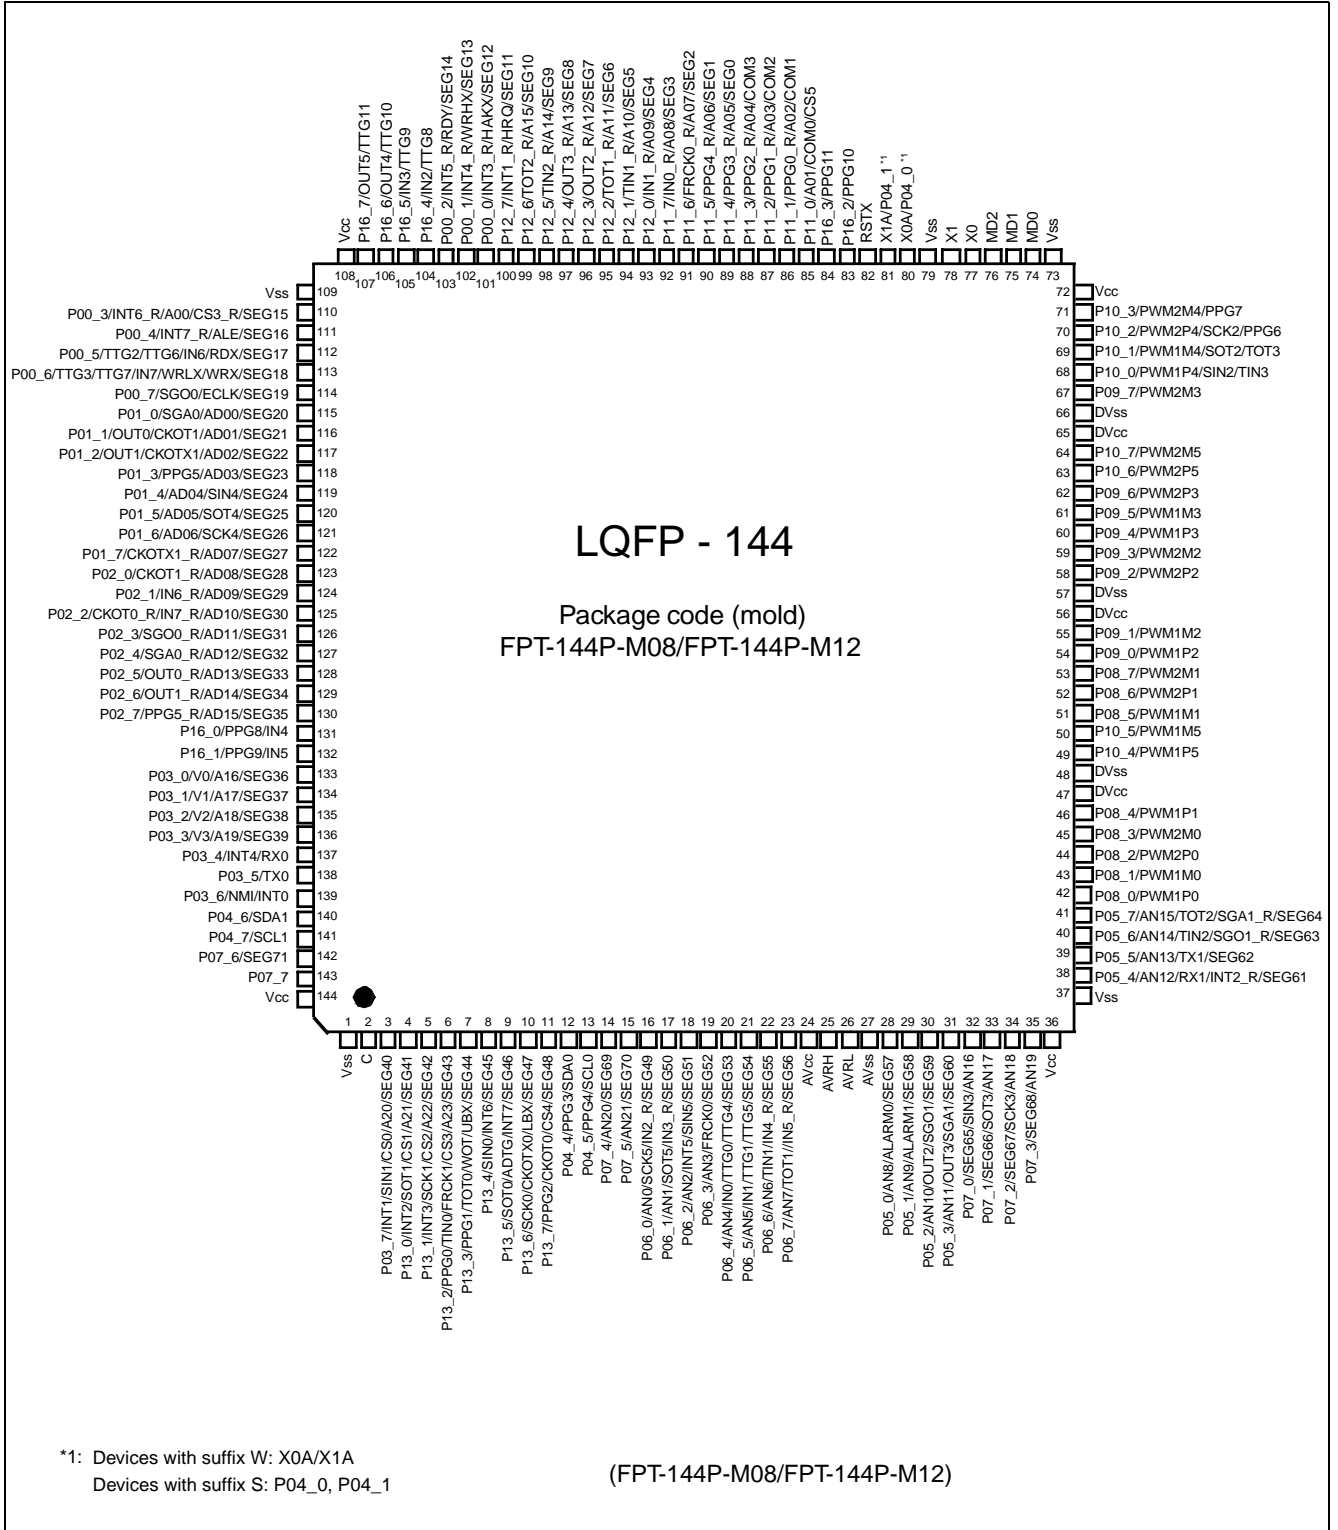 Vcc
P16_7/OUT5/TTG11
P16_6/OUT4/TTG10
P16_5/IN3/TTG9
P16_4/IN2/TTG8
P00_2/INT5_R/RDY/SEG14
P00_1/INT4_R/WRHX/SEG13
P00_0/INT3_R/HAKX/SEG12
P12_7/INT1_R/HRQ/SEG11
P12_6/TOT2_R/A15/SEG10
P12_5/TIN2_R/A14/SEG9
P12_4/OUT3_R/A13/SEG8
P12_3/OUT2_R/A12/SEG7
P12_2/TOT1_R/A11/SEG6
P12_1/TIN1_R/A10/SEG5
P12_0/IN1_R/A09/SEG4
P11_7/IN0_R/A08/SEG3
P11_6/FRCK0_R/A07/SEG2
P11_5/PPG4_R/A06/SEG1
P11_4/PPG3_R/A05/SEG0
P11_3/PPG2_R/A04/COM3
P11_2/PPG1_R/A03/COM2
P11_1/PPG0_R/A02/COM1
P11_0/A01/COM0/CS5
P16_3/PPG11
P16_2/PPG10
RSTX
X1A/P04_1*1
X0A/P04_0*1
Vss
X1
X0
MD2
MD1
MD0
Vss
108 107 106 105 104 103 102 101 100 99 98 97 96 95 94 93 92 91 90 89 88 87 86 85 84 83 82 81 80 79 78 77 76 75 74 73
Vss 109
P00_3/INT6_R/A00/CS3_R/SEG15 110
P00_4/INT7_R/ALE/SEG16 111
P00_5/TTG2/TTG6/IN6/RDX/SEG17 112
P00_6/TTG3/TTG7/IN7/WRLX/WRX/SEG18 113
P00_7/SGO0/ECLK/SEG19 114
P01_0/SGA0/AD00/SEG20 115
P01_1/OUT0/CKOT1/AD01/SEG21 116
P01_2/OUT1/CKOTX1/AD02/SEG22 117
P01_3/PPG5/AD03/SEG23 118
P01_4/AD04/SIN4/SEG24 119
P01_5/AD05/SOT4/SEG25 120
P01_6/AD06/SCK4/SEG26 121
P01_7/CKOTX1_R/AD07/SEG27 122
P02_0/CKOT1_R/AD08/SEG28 123
P02_1/IN6_R/AD09/SEG29 124
P02_2/CKOT0_R/IN7_R/AD10/SEG30 125
P02_3/SGO0_R/AD11/SEG31 126
P02_4/SGA0_R/AD12/SEG32 127
P02_5/OUT0_R/AD13/SEG33 128
P02_6/OUT1_R/AD14/SEG34 129
P02_7/PPG5_R/AD15/SEG35 130
P16_0/PPG8/IN4 131
P16_1/PPG9/IN5 132
P03_0/V0/A16/SEG36 133
P03_1/V1/A17/SEG37 134
P03_2/V2/A18/SEG38 135
P03_3/V3/A19/SEG39 136
P03_4/INT4/RX0 137
P03_5/TX0 138
P03_6/NMI/INT0 139
P04_6/SDA1 140
P04_7/SCL1 141
P07_6/SEG71 142
P07_7 143
Vcc 144
LQFP - 144
Package code (mold)
FPT-144P-M08/FPT-144P-M12
72 Vcc
71 P10_3/PWM2M4/PPG7
70 P10_2/PWM2P4/SCK2/PPG6
69 P10_1/PWM1M4/SOT2/TOT3
68 P10_0/PWM1P4/SIN2/TIN3
67 P09_7/PWM2M3
66 DVss
65 DVcc
64 P10_7/PWM2M5
63 P10_6/PWM2P5
62 P09_6/PWM2P3
61 P09_5/PWM1M3
60 P09_4/PWM1P3
59 P09_3/PWM2M2
58 P09_2/PWM2P2
57 DVss
56 DVcc
55 P09_1/PWM1M2
54 P09_0/PWM1P2
53 P08_7/PWM2M1
52 P08_6/PWM2P1
51 P08_5/PWM1M1
50 P10_5/PWM1M5
49 P10_4/PWM1P5
48 DVss
47 DVcc
46 P08_4/PWM1P1
45 P08_3/PWM2M0
44 P08_2/PWM2P0
43 P08_1/PWM1M0
42 P08_0/PWM1P0
41 P05_7/AN15/TOT2/SGA1_R/SEG64
40 P05_6/AN14/TIN2/SGO1_R/SEG63
39 P05_5/AN13/TX1/SEG62
38 P05_4/AN12/RX1/INT2_R/SEG61
37 Vss
1 2 3 4 5 6 7 8 9 10 11 12 13 14 15 16 17 18 19 20 21 22 23 24 25 26 27 28 29 30 31 32 33 34 35 36
Vss
C
P03_7/INT1/SIN1/CS0/A20/SEG40
P13_0/INT2/SOT1/CS1/A21/SEG41
P13_1/INT3/SCK1/CS2/A22/SEG42
P13_2/PPG0/TIN0/FRCK1/CS3/A23/SEG43
P13_3/PPG1/TOT0/WOT/UBX/SEG44
P13_4/SIN0/INT6/SEG45
P13_5/SOT0/ADTG/INT7/SEG46
P13_6/SCK0/CKOTX0/LBX/SEG47
P13_7/PPG2/CKOT0/CS4/SEG48
P04_4/PPG3/SDA0
P04_5/PPG4/SCL0
P07_4/AN20/SEG69
P07_5/AN21/SEG70
P06_0/AN0/SCK5/IN2_R/SEG49
P06_1/AN1/SOT5/IN3_R/SEG50
P06_2/AN2/INT5/SIN5/SEG51
P06_3/AN3/FRCK0/SEG52
P06_4/AN4/IN0/TTG0/TTG4/SEG53
P06_5/AN5/IN1/TTG1/TTG5/SEG54
P06_6/AN6/TIN1/IN4_R/SEG55
P06_7/AN7/TOT1//IN5_R/SEG56
AVcc
AVRH
AVRL
AVss
P05_0/AN8/ALARM0/SEG57
P05_1/AN9/ALARM1/SEG58
P05_2/AN10/OUT2/SGO1/SEG59
P05_3/AN11/OUT3/SGA1/SEG60
P07_0/SEG65/SIN3/AN16
P07_1/SEG66/SOT3/AN17
P07_2/SEG67/SCK3/AN18
P07_3/SEG68/AN19
Vcc
*1: Devices with suffix W: X0A/X1A
Devices with suffix S: P04_0, P04_1
(FPT-144P-M08/FPT-144P-M12)